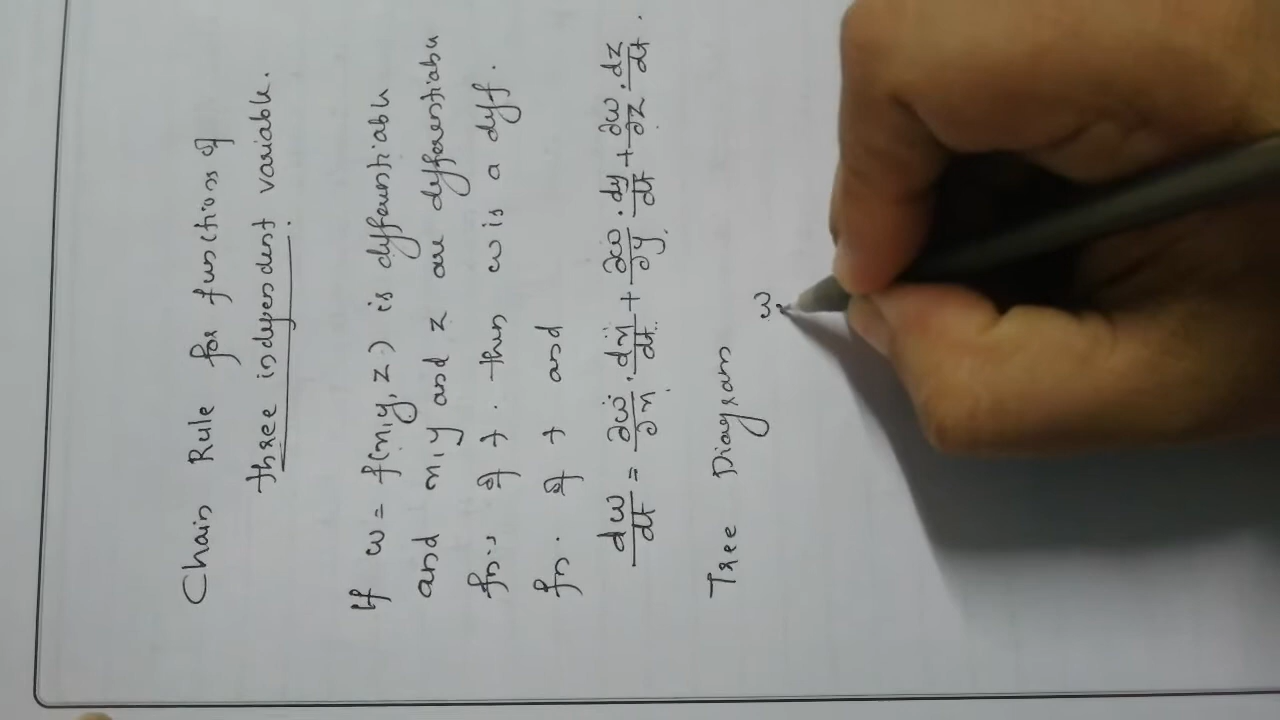 Chain Rule for functions of
three independent variable.
If w = f(x,y,z) is differentiable
and x,y and z are differentiable
fn.s of t. then w is a diff.
fn. of t and
dw/dt = ∂w/∂x . dx/dt + ∂w/∂y . dy/dt + ∂w/∂z . dz/dt .
Tree Diagram
w